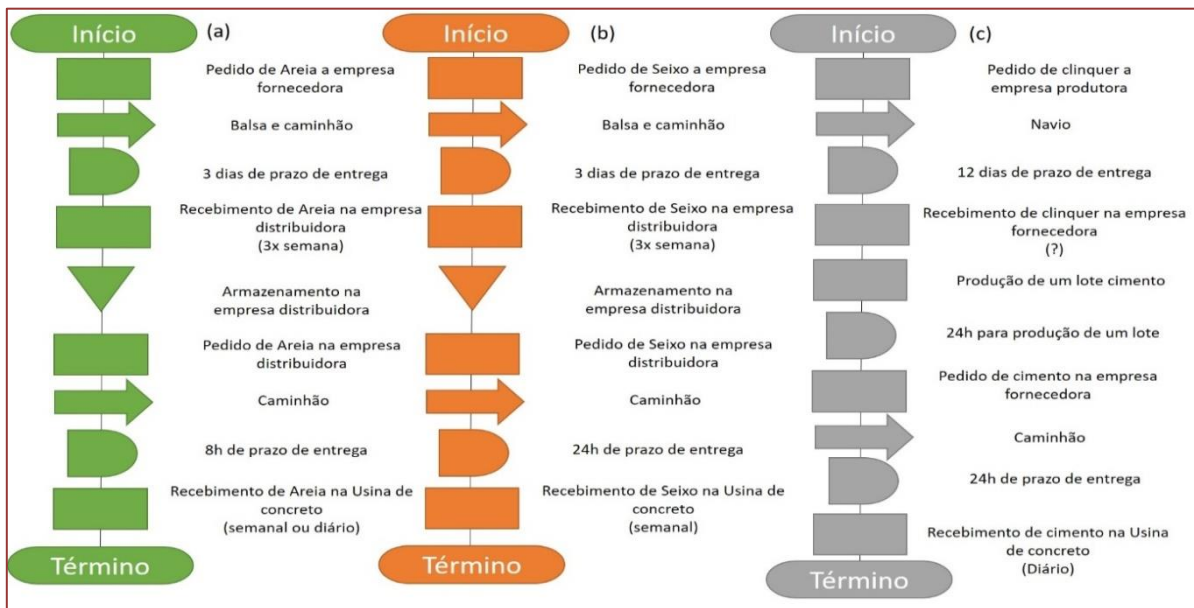 Início
(a)
Pedido de Areia a empresa
fornecedora
Balsa e caminhão
3 dias de prazo de entrega
Recebimento de Areia na empresa
distribuidora
(3x semana)
Armazenamento na
empresa distribuidora
Pedido de Areia na empresa
distribuidora
Caminhão
8h de prazo de entrega
Recebimento de Areia na Usina de
concreto
(semanal ou diário)
Término
Início
(b)
Pedido de Seixo a empresa
fornecedora
Balsa e caminhão
3 dias de prazo de entrega
Recebimento de Seixo na empresa
distribuidora
(3x semana)
Armazenamento na
empresa distribuidora
Pedido de Seixo na empresa
distribuidora
Caminhão
24h de prazo de entrega
Recebimento de Seixo na Usina de
concreto
(semanal)
Término
Início
(c)
Pedido de clinquer a
empresa produtora
Navio
12 dias de prazo de entrega
Recebimento de clinquer na empresa
fornecedora
(?)
Produção de um lote cimento
24h para produção de um lote
Pedido de cimento na empresa
fornecedora
Caminhão
24h de prazo de entrega
Recebimento de cimento na Usina
de concreto
(Diário)
Término